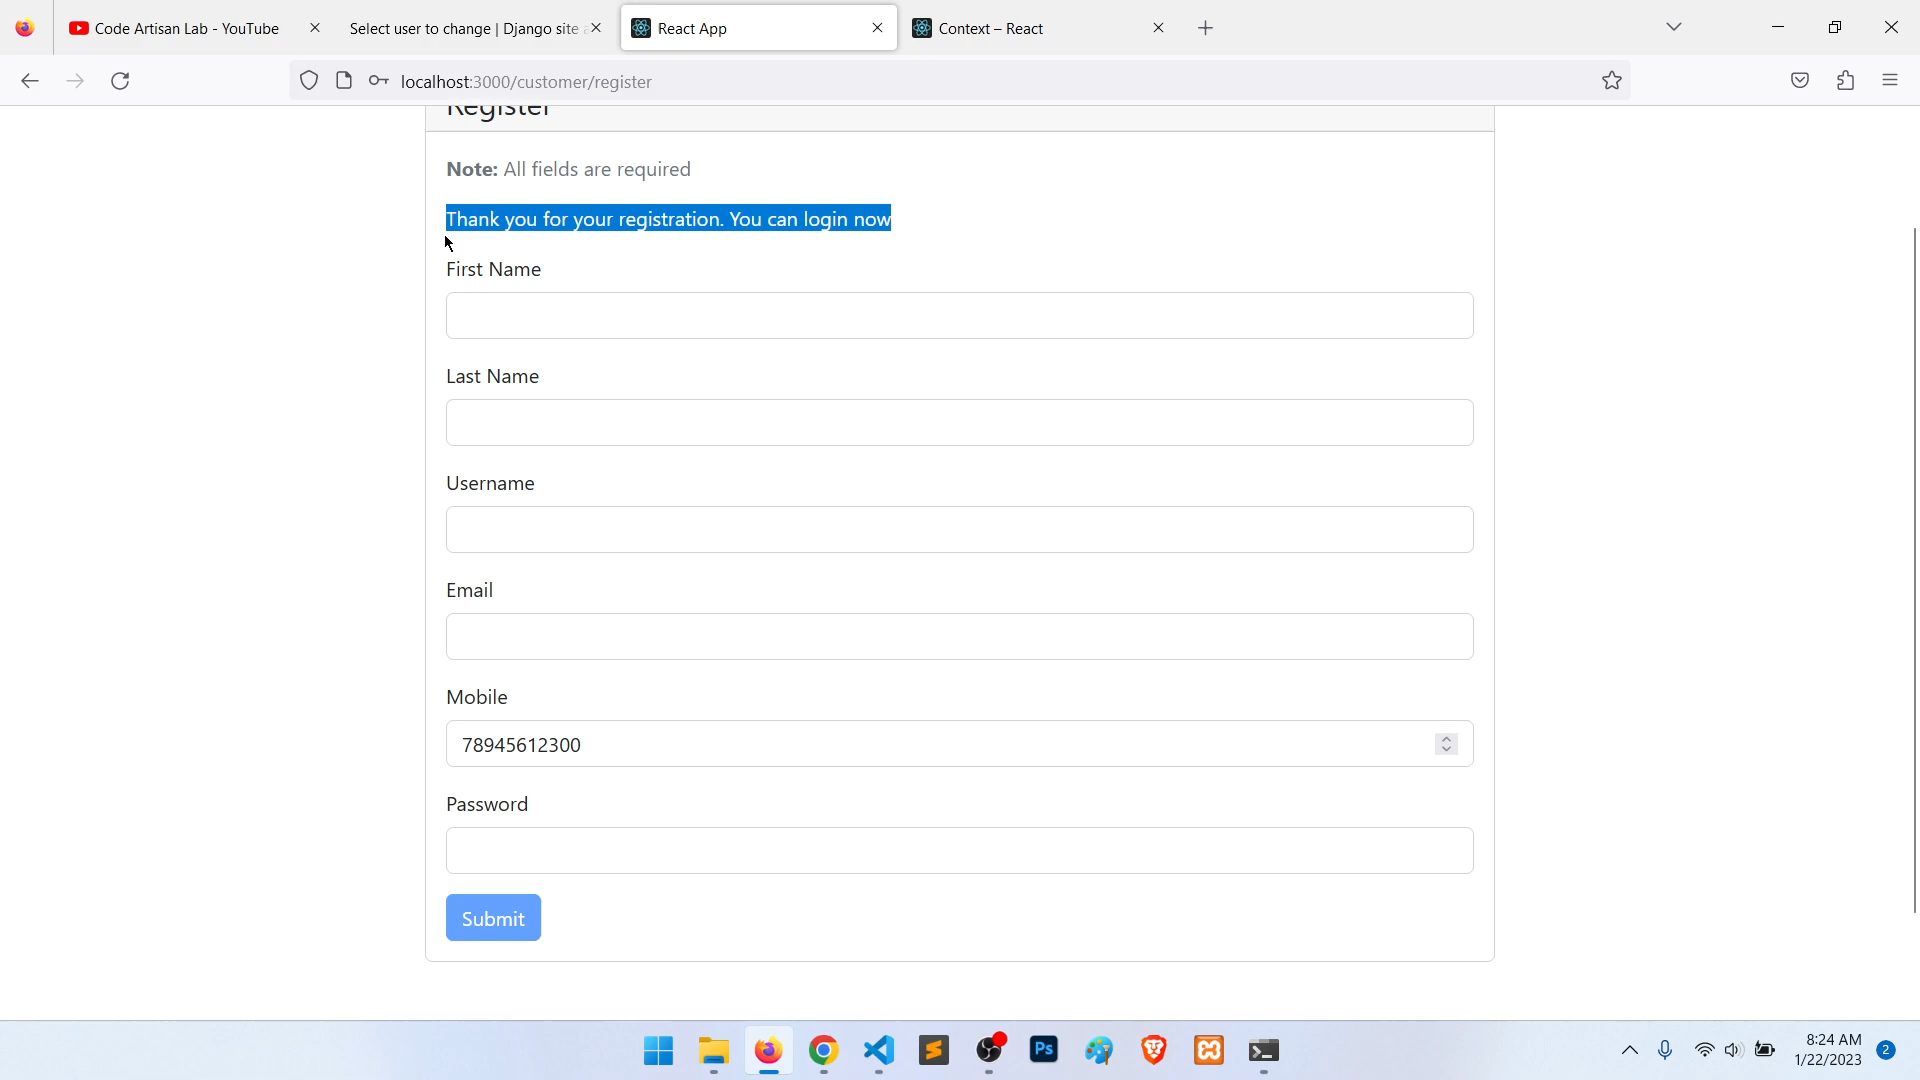 Code Artisan Lab - YouTube
Select user to change | Django site a
React App
Context – React
localhost:3000/customer/register
Register
Note: All fields are required
Thank you for your registration. You can login now
First Name
Last Name
Username
Email
Mobile
78945612300
Password
Submit
Ps
8:24 AM
1/22/2023
2